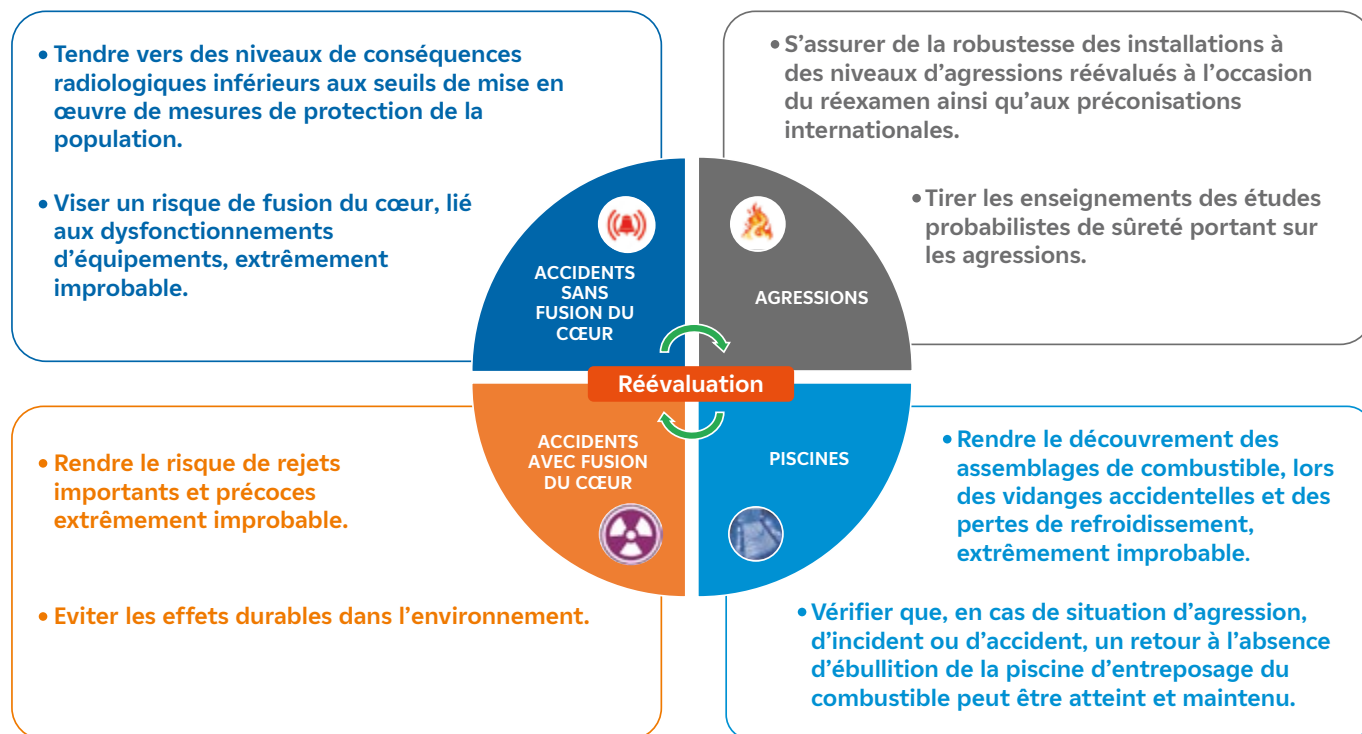 • Tendre vers des niveaux de conséquences
radiologiques inférieurs aux seuils de mise en
œuvre de mesures de protection de la
population.
• Viser un risque de fusion du cœur, lié
aux dysfonctionnements
d'équipements, extrêmement
improbable.
• S'assurer de la robustesse des installations à
des niveaux d'agressions réévalués à l'occasion
du réexamen ainsi qu'aux préconisations
internationales.
• Tirer les enseignements des études
probabilistes de sûreté portant sur
les agressions.
ACCIDENTS
SANS
FUSION DU
CŒUR
AGRESSIONS
Réévaluation
ACCIDENTS
AVEC FUSION
DU CŒUR
PISCINES
• Rendre le risque de rejets
importants et précoces
extrêmement improbable.
• Eviter les effets durables dans l'environnement.
• Rendre le découvrement des
assemblages de combustible, lors
des vidanges accidentelles et des
pertes de refroidissement,
extrêmement improbable.
• Vérifier que, en cas de situation d'agression,
d'incident ou d'accident, un retour à l'absence
d'ébullition de la piscine d'entreposage du
combustible peut être atteint et maintenu.